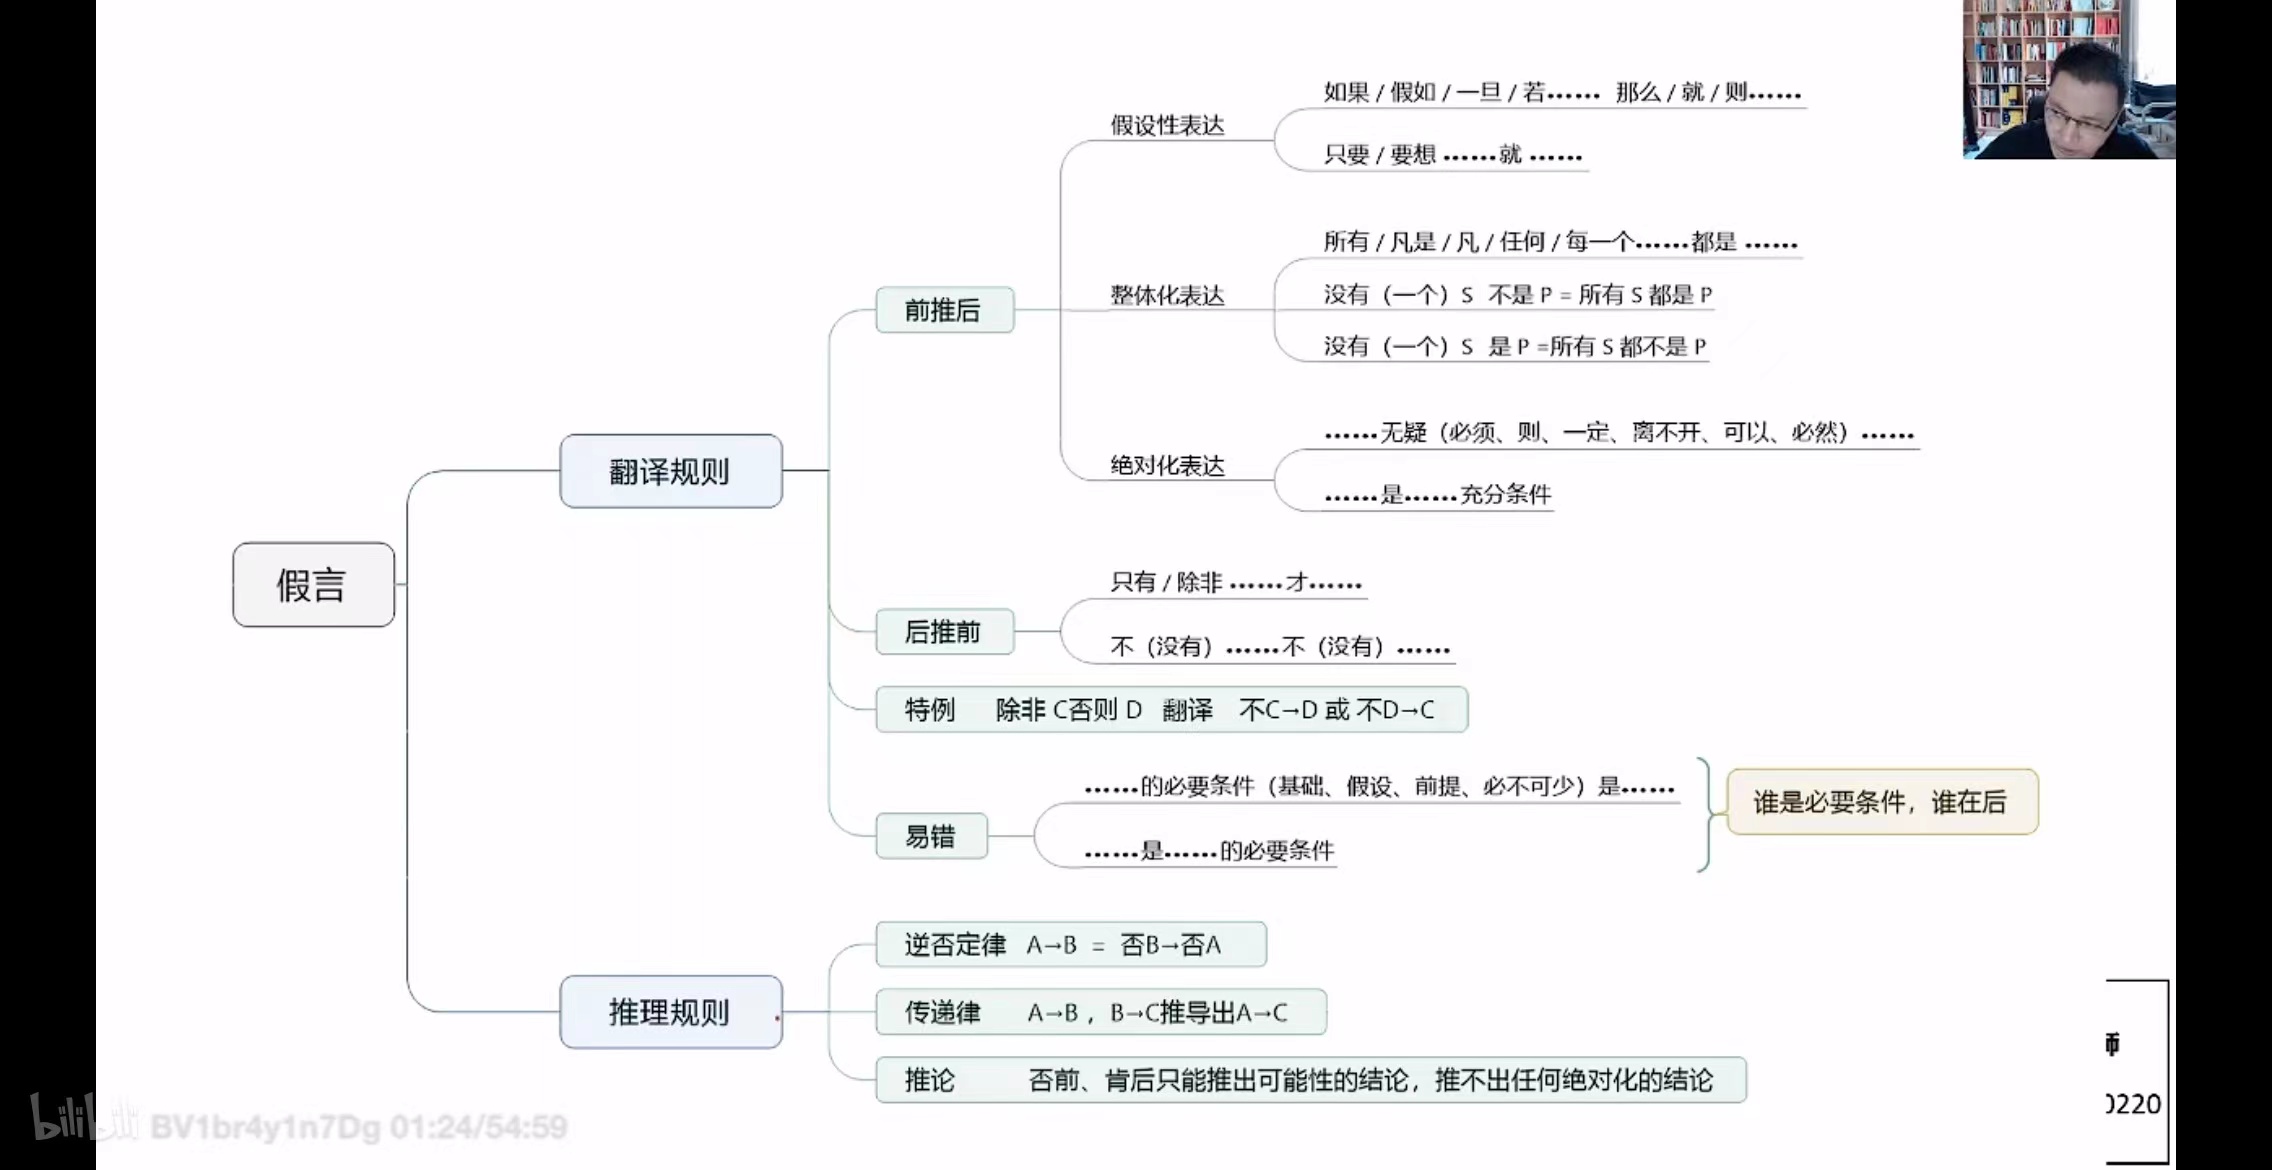 假言
翻译规则
前推后
假设性表达
如果 / 假如 / 一旦 / 若…… 那么 / 就 / 则……
只要 / 要想 ……就 ……
整体化表达
所有 / 凡是 / 凡 / 任何 / 每一个……都是 ……
没有（一个）S 不是 P = 所有 S 都是 P
没有（一个）S 是 P =所有 S 都不是 P
绝对化表达
……无疑（必须、则、一定、离不开、可以、必然）……
……是……充分条件
后推前
只有 / 除非 ……才……
不（没有）……不（没有）……
特例 除非 C否则 D 翻译 不C→D 或 不D→C
易错
……的必要条件（基础、假设、前提、必不可少）是……
……是……的必要条件
谁是必要条件，谁在后
推理规则
逆否定律 A→B = 否B→否A
传递律 A→B ，B→C推导出A→C
推论 否前、肯后只能推出可能性的结论，推不出任何绝对化的结论
师
0220
bilibili BV1br4y1n7Dg 01:24/54:59